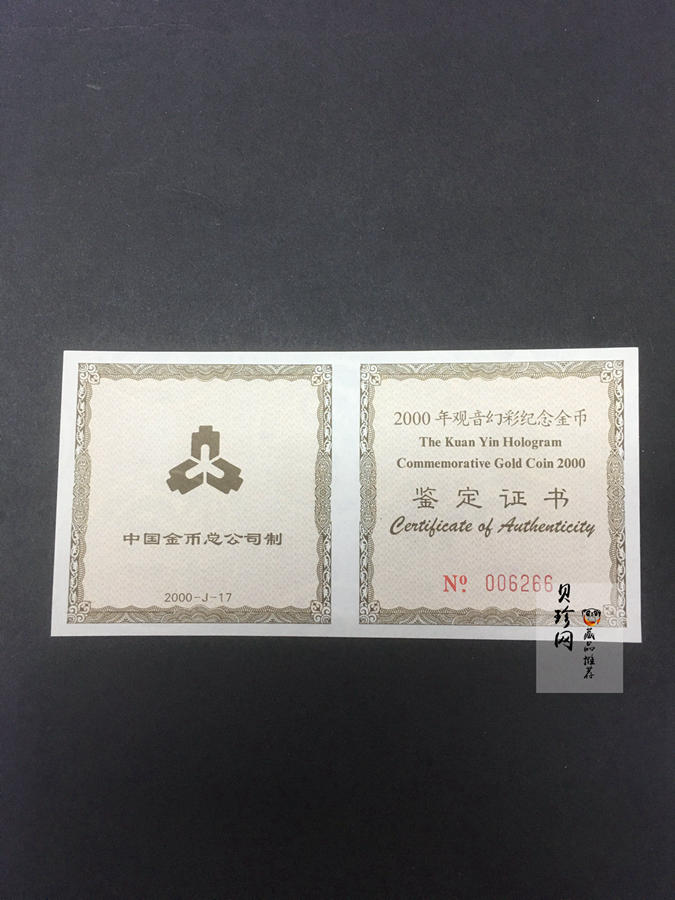 中国金币总公司制
2000-J-17
2000年观音幻彩纪念金币
The Kuan Yin Hologram
Commemorative Gold Coin 2000
鉴定证书
Certificate of Authenticity
Nº. 006266
贝珍网
藏品推荐